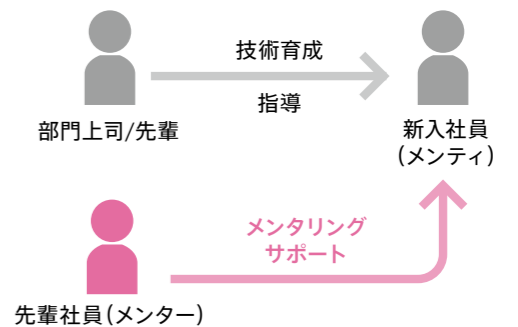 技術育成
指導
部門上司/先輩
新入社員
(メンティ)
メンタリング
サポート
先輩社員(メンター)